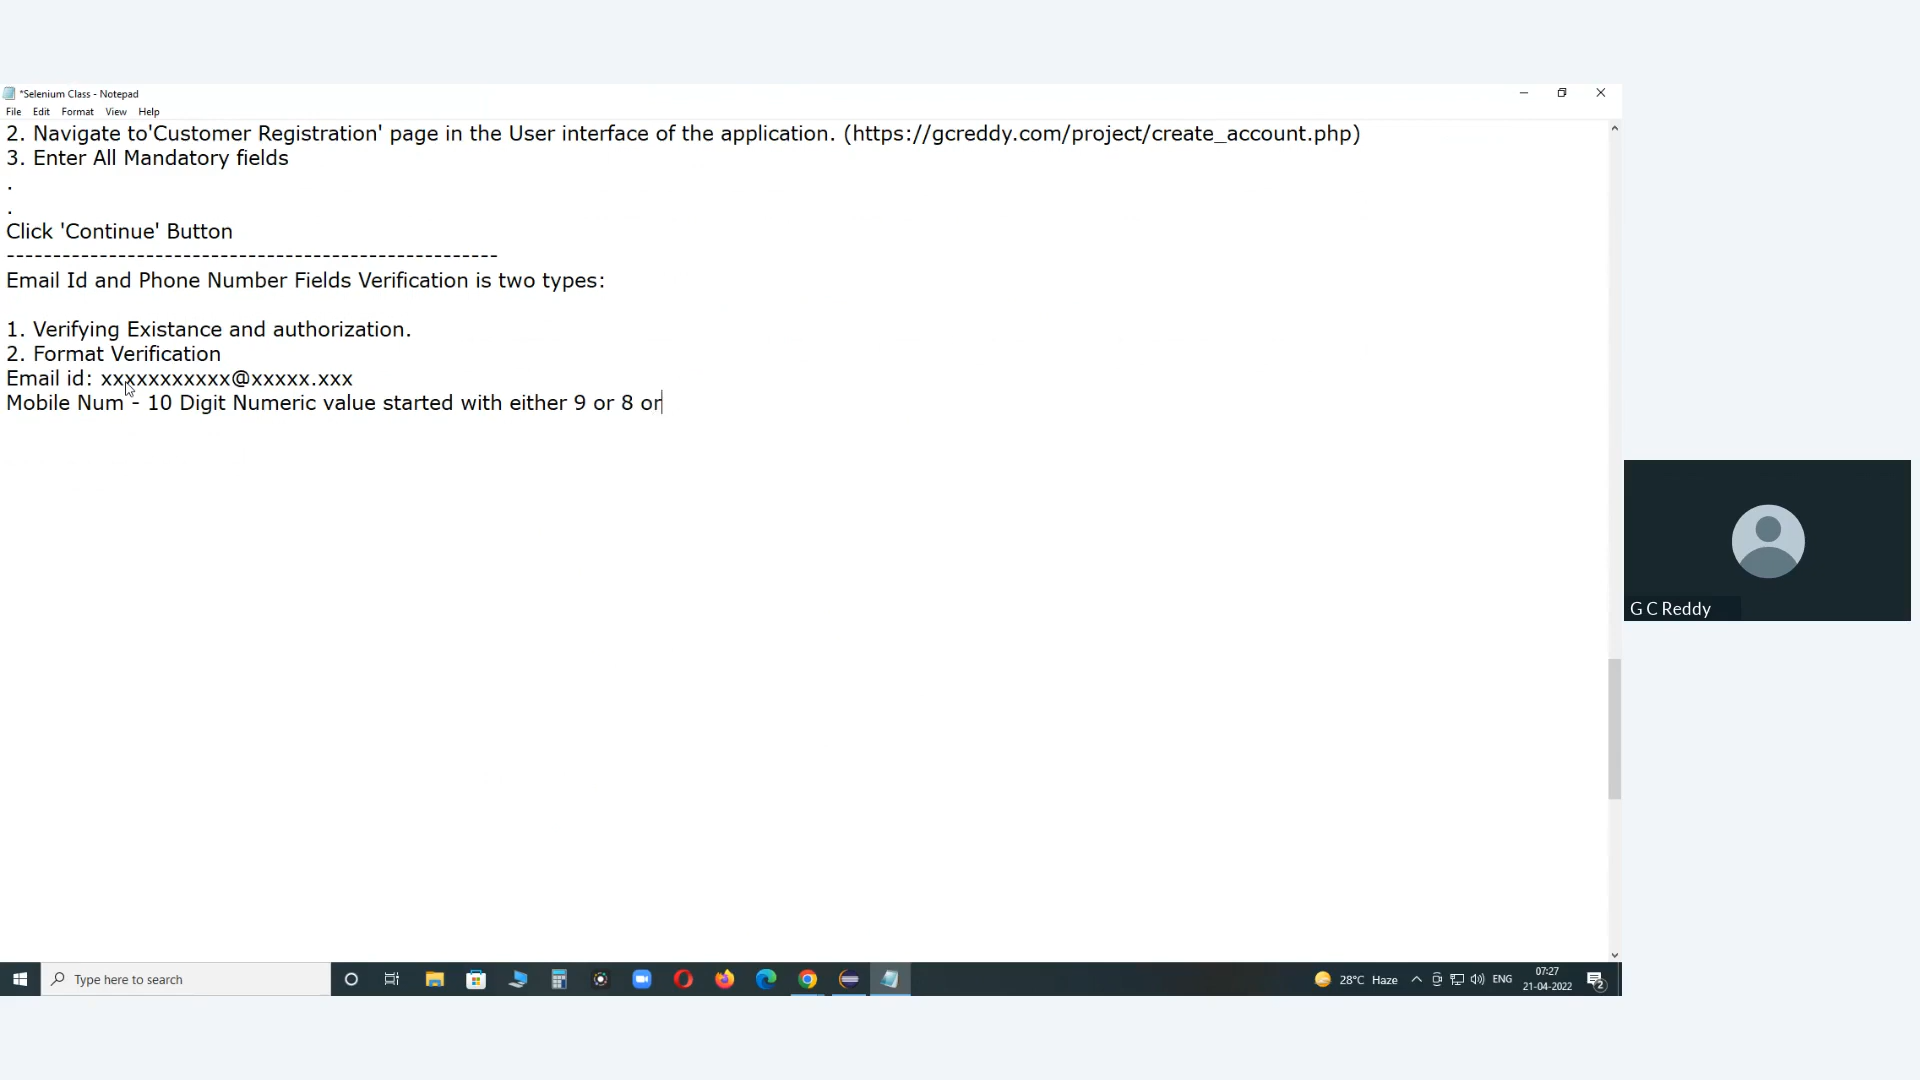 *Selenium Class - Notepad
File Edit Format View Help
2. Navigate to'Customer Registration' page in the User interface of the application. (https://gcreddy.com/project/create_account.php)
3. Enter All Mandatory fields
.
.
Click 'Continue' Button
----------------------------------------------------
Email Id and Phone Number Fields Verification is two types:
1. Verifying Existance and authorization.
2. Format Verification
Email id: xxxxxxxxxxx@xxxxx.xxx
Mobile Num - 10 Digit Numeric value started with either 9 or 8 or
G C Reddy
Type here to search
28°C Haze
ENG
07:27
21-04-2022
2